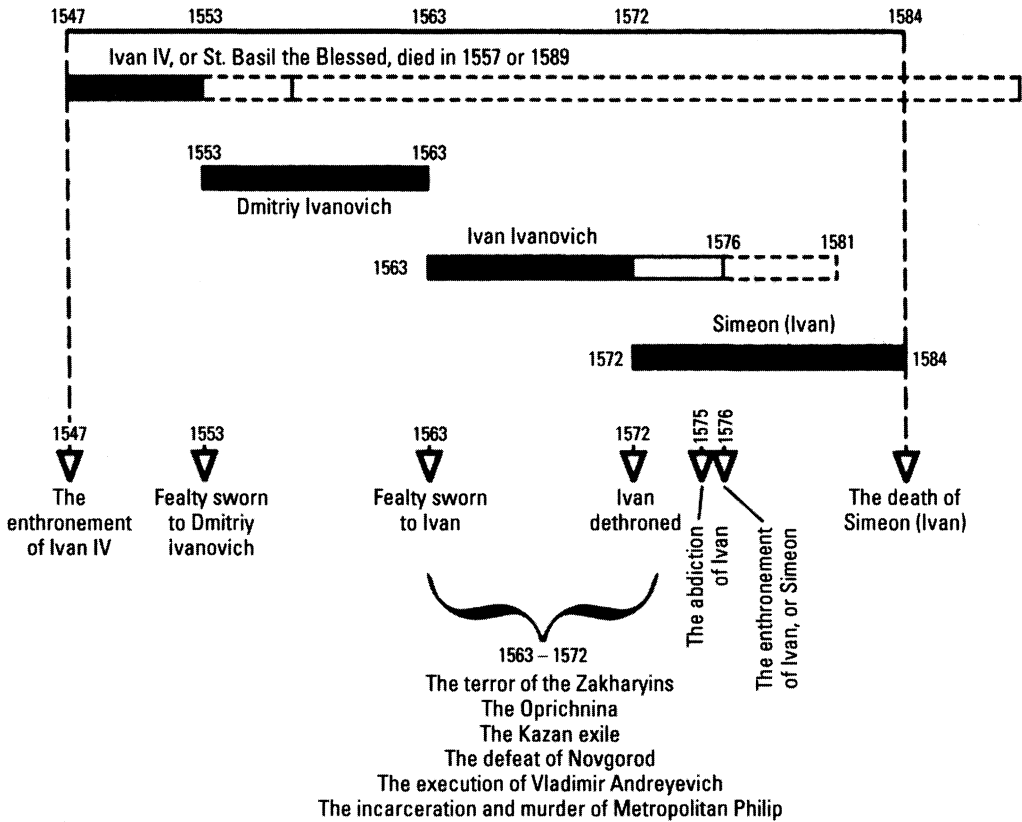 1547 1553 1563 1572 1584
Ivan IV, or St. Basil the Blessed, died in 1557 or 1589
1553 1563
Dmitriy Ivanovich
Ivan Ivanovich 1576 1581
1563
Simeon (Ivan)
1572 1584
1547 1553 1563 1572 1575 1576
The enthronement of Ivan IV
Fealty sworn to Dmitriy Ivanovich
Fealty sworn to Ivan
Ivan dethroned
The abdiction of Ivan
The enthronement of Ivan, or Simeon
The death of Simeon (Ivan)
1563 – 1572
The terror of the Zakharyins
The Oprichnina
The Kazan exile
The defeat of Novgorod
The execution of Vladimir Andreyevich
The incarceration and murder of Metropolitan Philip